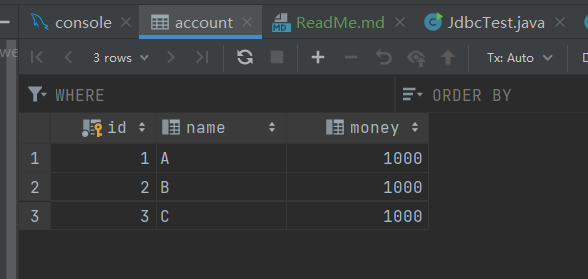 console account ReadMe.md JdbcTest.java
we 3 rows Tx: Auto D
WHERE ORDER BY
id name money
1 1 A 1000
2 2 B 1000
3 3 C 1000